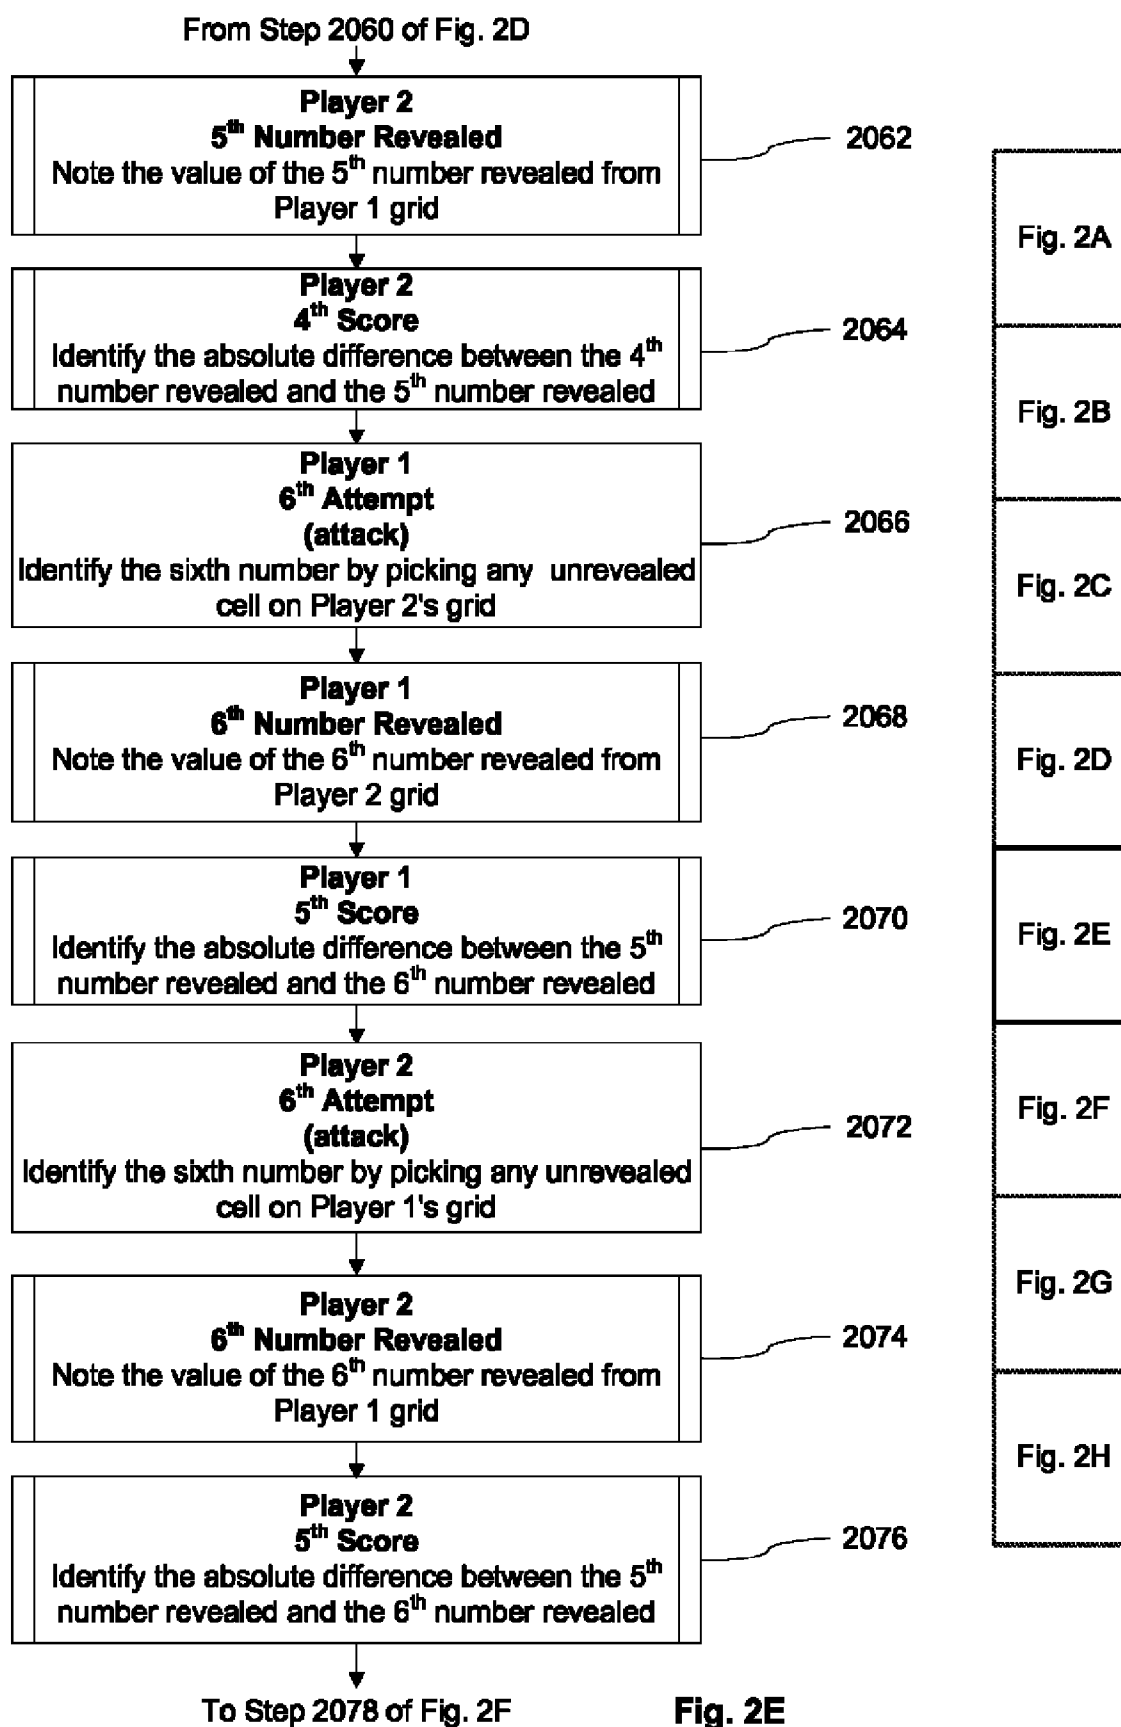 From Step 2060 of Fig. 2D
Player 2
5th Number Revealed
Note the value of the 5th number revealed from
Player 1 grid
2062
Player 2
4th Score
Identify the absolute difference between the 4th
number revealed and the 5th number revealed
2064
Player 1
6th Attempt
(attack)
Identify the sixth number by picking any unrevealed
cell on Player 2's grid
2066
Player 1
6th Number Revealed
Note the value of the 6th number revealed from
Player 2 grid
2068
Player 1
5th Score
Identify the absolute difference between the 5th
number revealed and the 6th number revealed
2070
Player 2
6th Attempt
(attack)
Identify the sixth number by picking any unrevealed
cell on Player 1's grid
2072
Player 2
6th Number Revealed
Note the value of the 6th number revealed from
Player 1 grid
2074
Player 2
5th Score
Identify the absolute difference between the 5th
number revealed and the 6th number revealed
2076
To Step 2078 of Fig. 2F
Fig. 2E
Fig. 2A
Fig. 2B
Fig. 2C
Fig. 2D
Fig. 2E
Fig. 2F
Fig. 2G
Fig. 2H